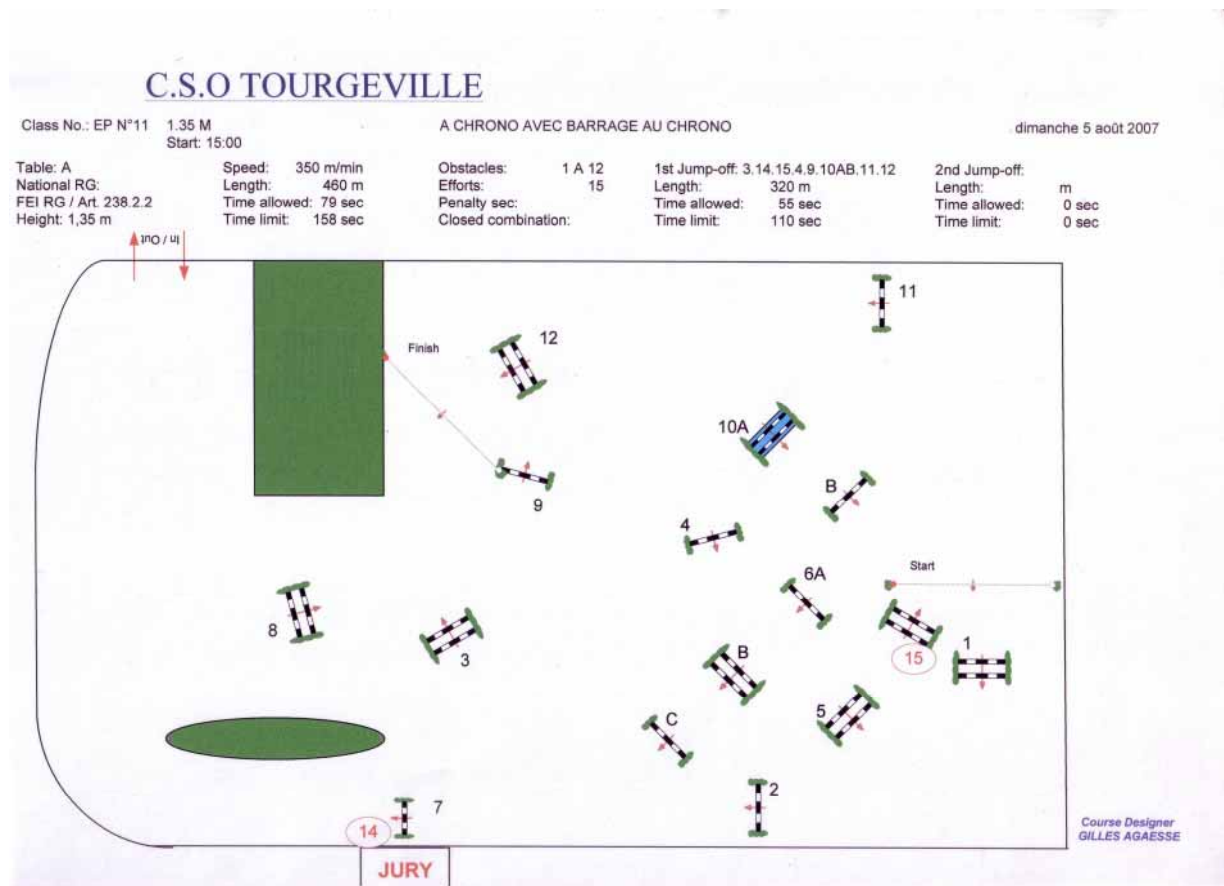 C.S.O TOURGEVILLE
Class No.: EP N°11 1.35 M A CHRONO AVEC BARRAGE AU CHRONO dimanche 5 août 2007
Start: 15:00
Table: A Speed: 350 m/min Obstacles: 1 A 12 1st Jump-off: 3.14.15.4.9.10AB.11.12 2nd Jump-off:
National RG: Length: 460 m Efforts: 15 Length: 320 m Length: m
FEI RG / Art. 238.2.2 Time allowed: 79 sec Penalty sec: Time allowed: 55 sec Time allowed: 0 sec
Height: 1,35 m Time limit: 158 sec Closed combination: Time limit: 110 sec Time limit: 0 sec
In / Out
11
12
Finish
10A
B
9
4
Start
6A
8
3
B
15
1
C
5
2
7
14
JURY
Course Designer
GILLES AGAESSE